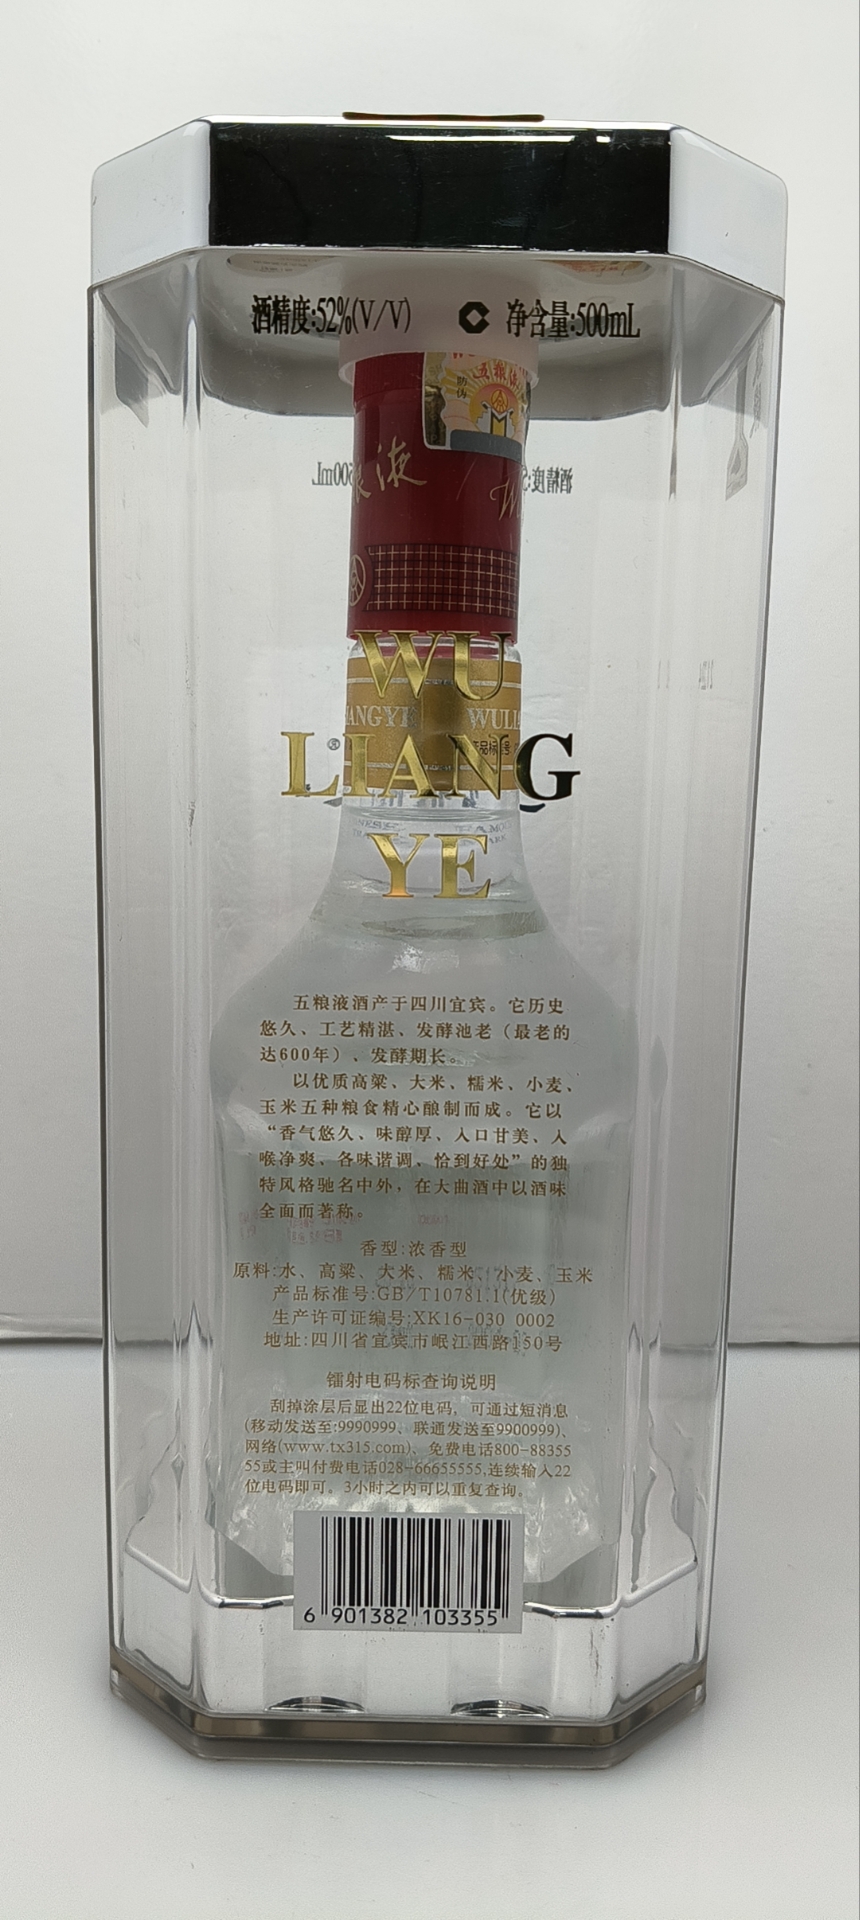 酒精度:52%(V/V) 净含量:500mL
五粮液
防伪
液
W
WU
LIANG
YE
®
ANGYE WULIA
五粮液酒产于四川宜宾。它历史
悠久、工艺精湛、发酵池老（最老的
达600年）、发酵期长。
以优质高粱、大米、糯米、小麦、
玉米五种粮食精心酿制而成。它以
“香气悠久、味醇厚、入口甘美、入
喉净爽、各味谐调、恰到好处”的独
特风格驰名中外，在大曲酒中以酒味
全面而著称。
香型:浓香型
原料:水、高粱、大米、糯米、小麦、玉米
产品标准号:GB/T10781.1(优级)
生产许可证编号:XK16-030 0002
地址:四川省宜宾市岷江西路150号
镭射电码标查询说明
刮掉涂层后显出22位电码，可通过短消息
(移动发送至:9990999、联通发送至9900999)、
网络(www.tx315.com)、免费电话800-88355
55或主叫付费电话028-66655555,连续输入22
位电码即可。3小时之内可以重复查询。
6 901382 103355